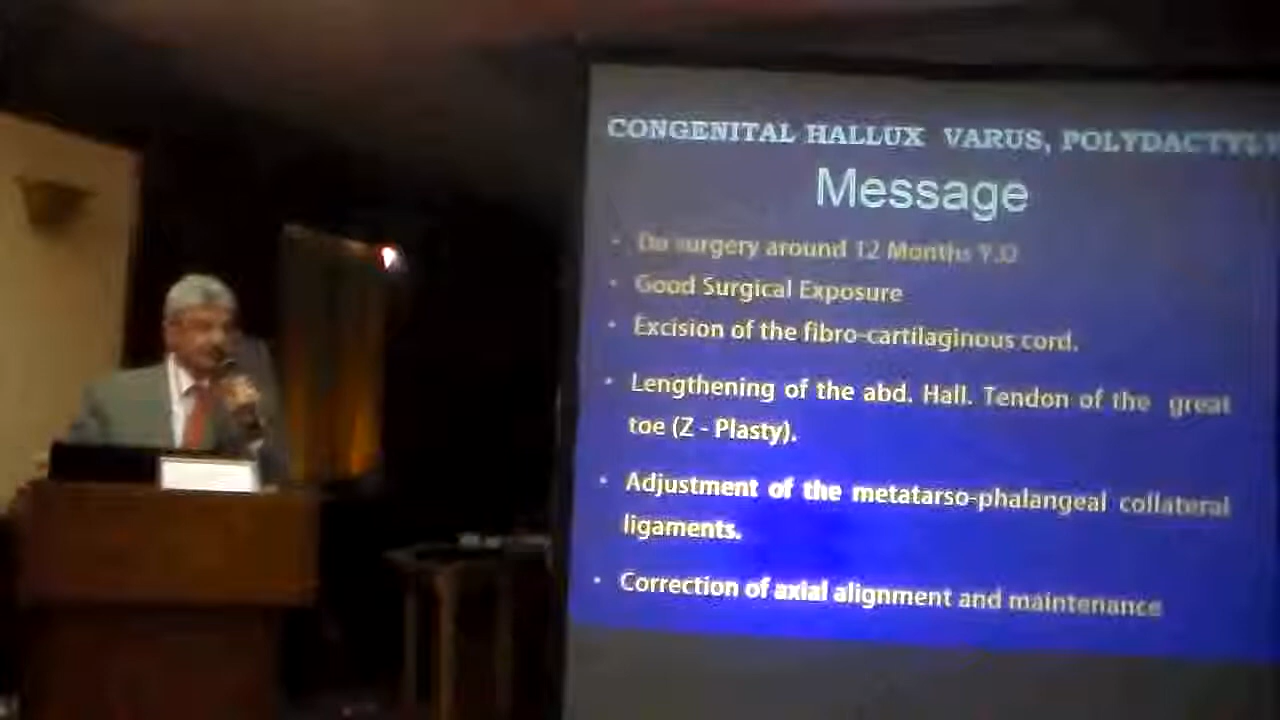 CONGENITAL HALLUX VARUS, POLYDACTYLY
Message
• Do surgery around 12 Months Y.O
• Good Surgical Exposure
• Excision of the fibro-cartilaginous cord.
• Lengthening of the abd. Hall. Tendon of the great
toe (Z - Plasty).
• Adjustment of the metatarso-phalangeal collateral
ligaments.
• Correction of axial alignment and maintenance